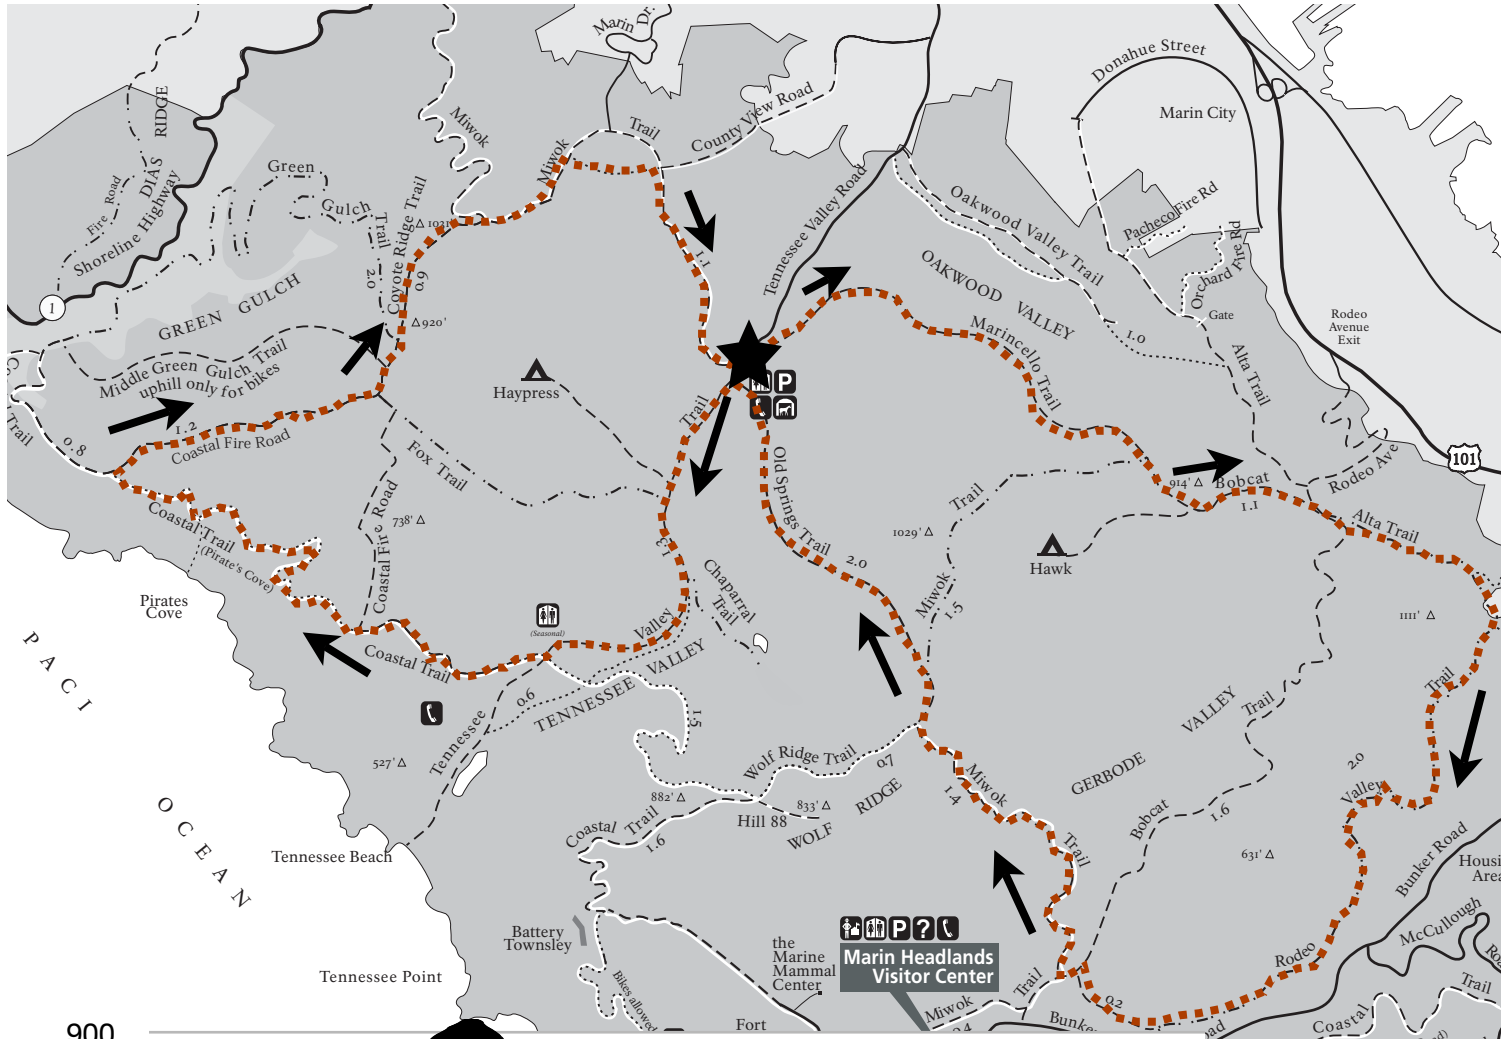 Marin Dr.
Donahue Street
Marin City
Miwok
Trail
County View Road
Miwok
DIAS RIDGE
Fire Road
Shoreline Highway
1
Green
Gulch
Trail
2.0
Coyote Ridge Trail
0.9
1031'
920'
GREEN GULCH
Middle Green Gulch Trail
uphill only for bikes
1.2
Coastal Fire Road
0.8
Trail
Tennessee Valley Road
1.1
Oakwood Valley Trail
OAKWOOD VALLEY
Pacheco Fire Rd
Orchard Fire Rd
Gate
1.0
Rodeo
Avenue
Exit
Alta Trail
Marincello Trail
Rodeo Ave
101
Haypress
P
Trail
Fox Trail
Old Springs Trail
2.0
Coastal Fire Road
738'
Coastal Trail
(Pirate's Cove)
Pirates
Cove
1.3
Chaparral
Trail
Valley
(Seasonal)
Coastal Trail
TENNESSEE VALLEY
0.6
Tennessee
527'
1.5
914'
Bobcat
1.1
Alta Trail
1029'
Trail
Hawk
Miwok
1.5
1111'
Trail
VALLEY
Trail
GERBODE
2.0
Valley
Bobcat
1.6
631'
Wolf Ridge Trail
0.7
882'
833'
Hill 88
WOLF RIDGE
Coastal Trail
1.6
Miwok
1.4
Trail
PACI
OCEAN
Tennessee Beach
Tennessee Point
Battery
Townsley
Bikes allowed
the
Marine
Mammal
Center
P ?
Marin Headlands
Visitor Center
Fort
Miwok
Trail
0.2
Rodeo
Bunker Road
McCullough
Coastal
Trail
900